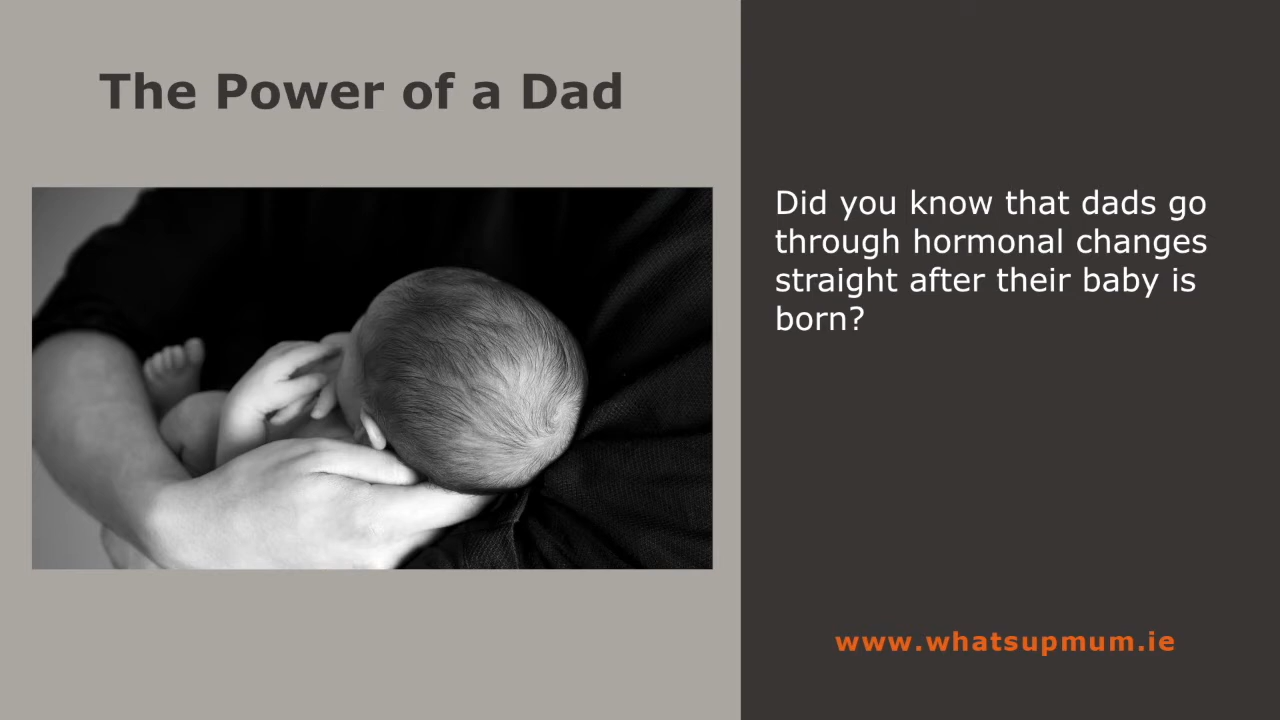 The Power of a Dad
Did you know that dads go
through hormonal changes
straight after their baby is
born?
www.whatsupmum.ie